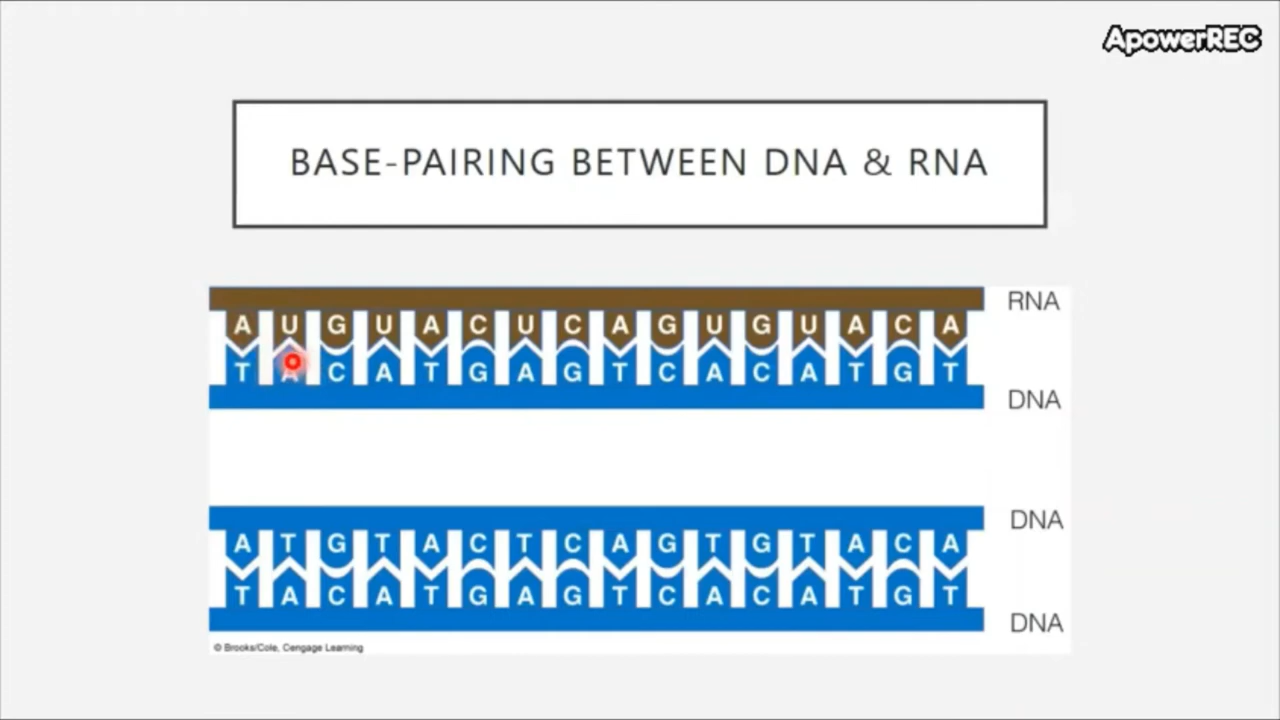 ApowerREC
BASE-PAIRING BETWEEN DNA & RNA
RNA
A U G U A C U C A G U G U A C A
T A C A T G A G T C A C A T G T
DNA
DNA
A T G T A C T C A G T G T A C A
T A C A T G A G T C A C A T G T
DNA
© Brooks/Cole, Cengage Learning